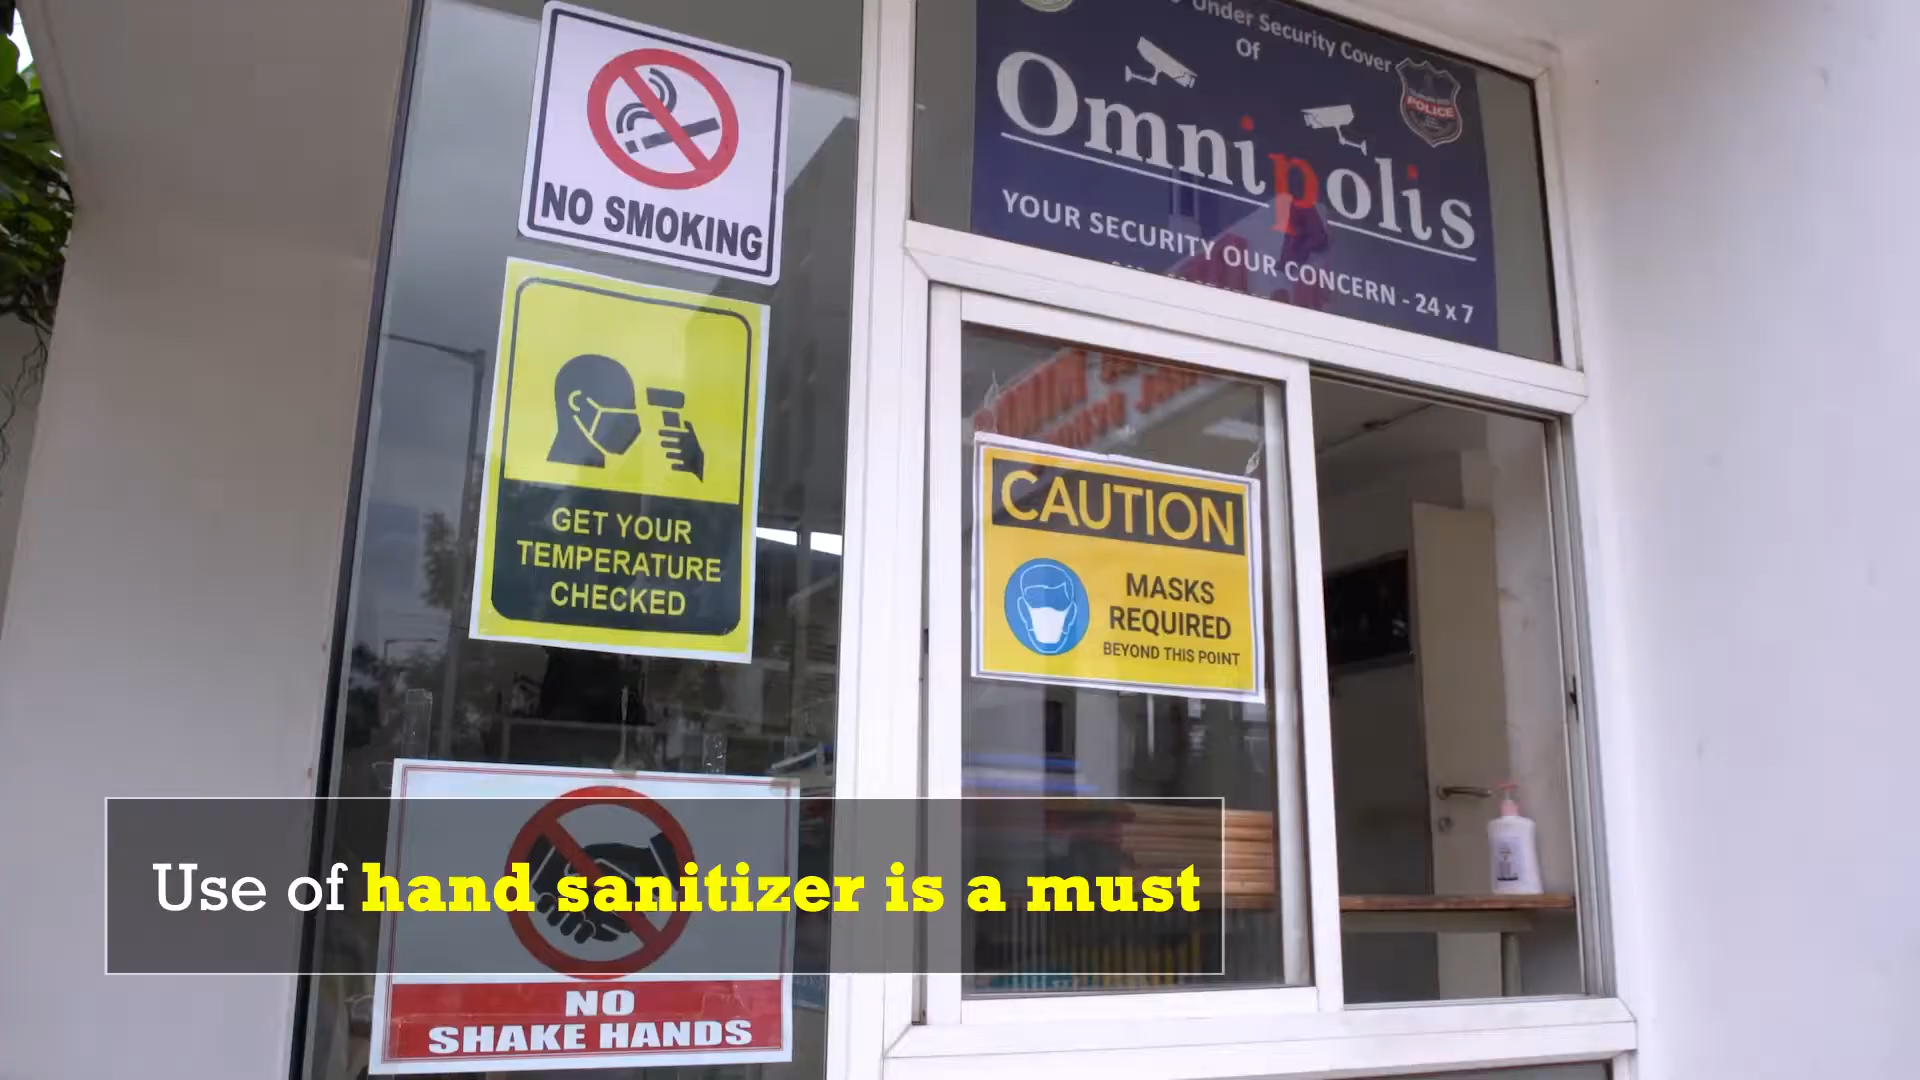 NO SMOKING
GET YOUR
TEMPERATURE
CHECKED
NO
SHAKE HANDS
Under Security Cover
Of
POLICE
Omnipolis
YOUR SECURITY OUR CONCERN - 24 x 7
CAUTION
MASKS
REQUIRED
BEYOND THIS POINT
Use of hand sanitizer is a must